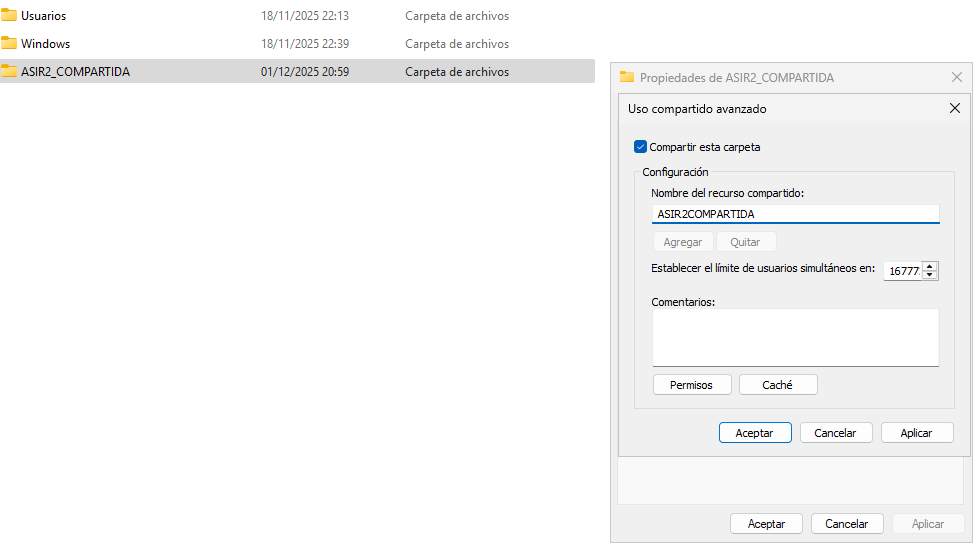 Usuarios 18/11/2025 22:13 Carpeta de archivos
Windows 18/11/2025 22:39 Carpeta de archivos
ASIR2_COMPARTIDA 01/12/2025 20:59 Carpeta de archivos
Propiedades de ASIR2_COMPARTIDA
Uso compartido avanzado
Compartir esta carpeta
Configuración
Nombre del recurso compartido:
ASIR2COMPARTIDA
Agregar Quitar
Establecer el límite de usuarios simultáneos en: 16777
Comentarios:
Permisos Caché
Aceptar Cancelar Aplicar
Aceptar Cancelar Aplicar